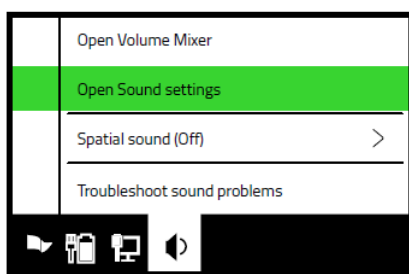 Open Volume Mixer
Open Sound settings
Spatial sound (Off)
Troubleshoot sound problems